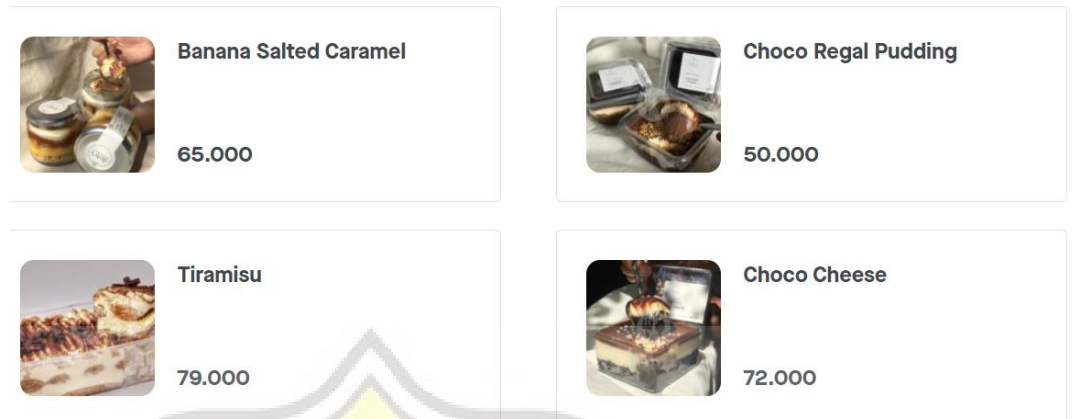 Banana Salted Caramel
65.000
Choco Regal Pudding
50.000
Tiramisu
79.000
Choco Cheese
72.000